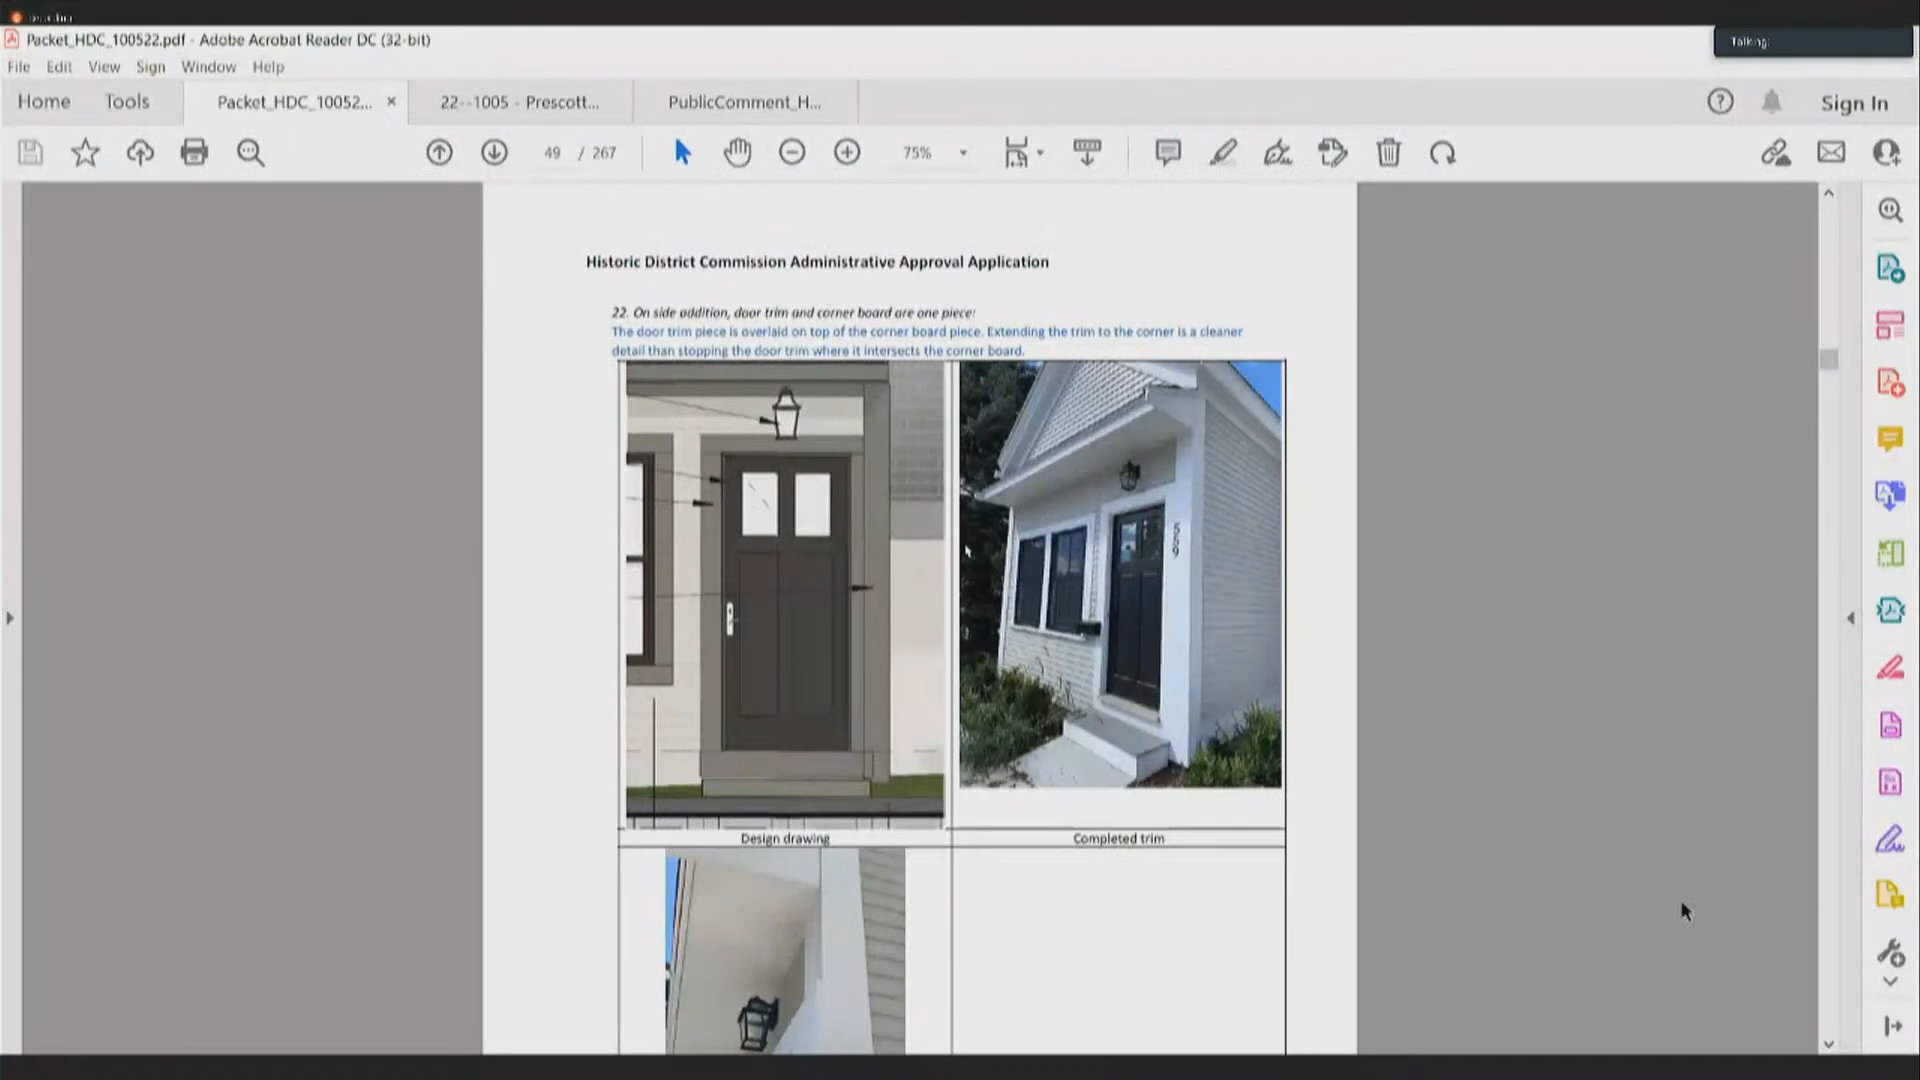 Packet_HDC_100522.pdf - Adobe Acrobat Reader DC (32-bit)
Talking:
File Edit View Sign Window Help
Home Tools Packet_HDC_10052... × 22--1005 - Prescott... PublicComment_H... Sign In
49 / 267 75%
Historic District Commission Administrative Approval Application
22. On side addition, door trim and corner board are one piece:
The door trim piece is overlaid on top of the corner board piece. Extending the trim to the corner is a cleaner
detail than stopping the door trim where it intersects the corner board.
Design drawing Completed trim